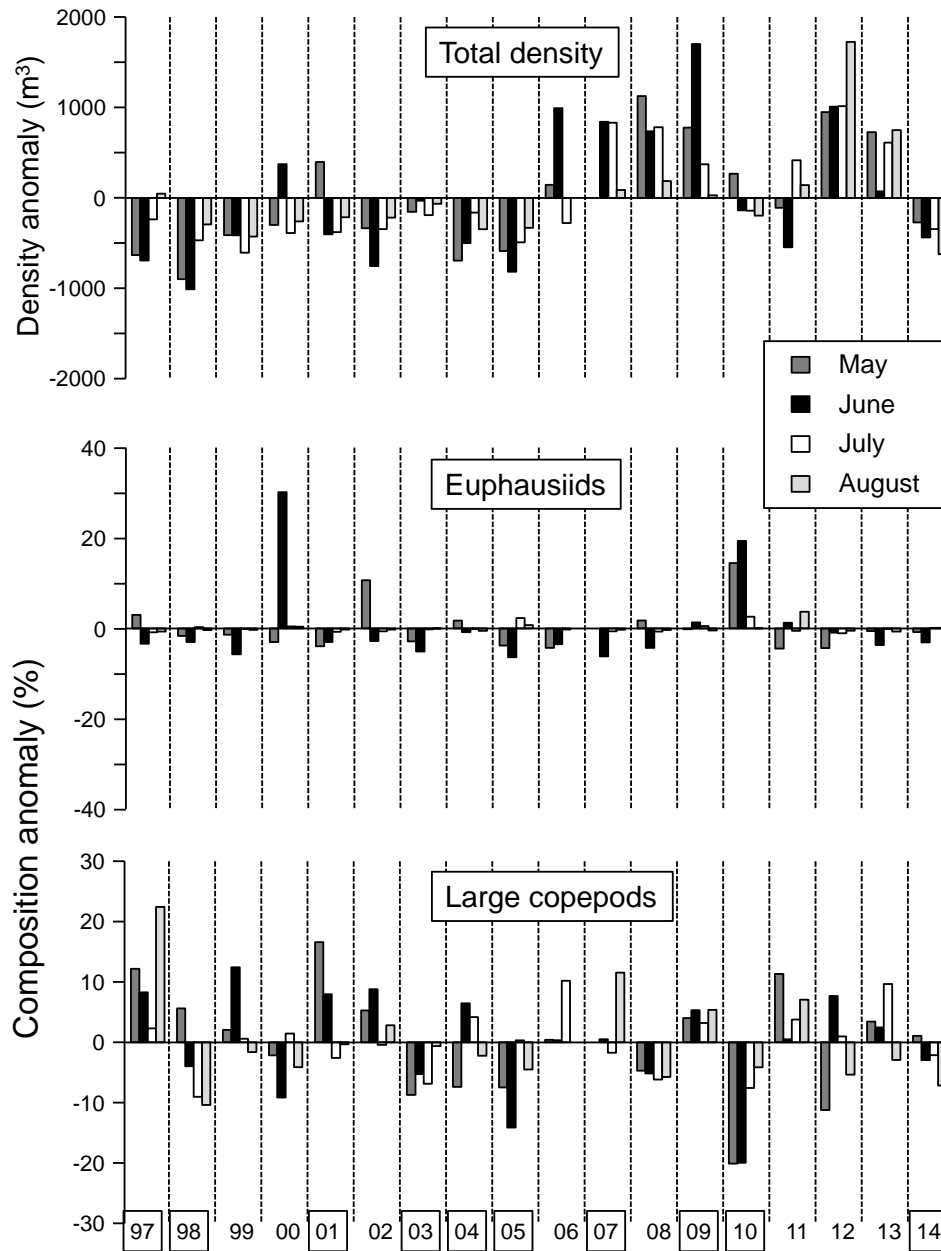 2000
Total density
1000
0
-1000
-2000
Density anomaly (m³)
May
June
July
August
40
Euphausiids
20
0
-20
-40
Composition anomaly (%)
30
Large copepods
20
10
0
-10
-20
-30
97 98 99 00 01 02 03 04 05 06 07 08 09 10 11 12 13 14